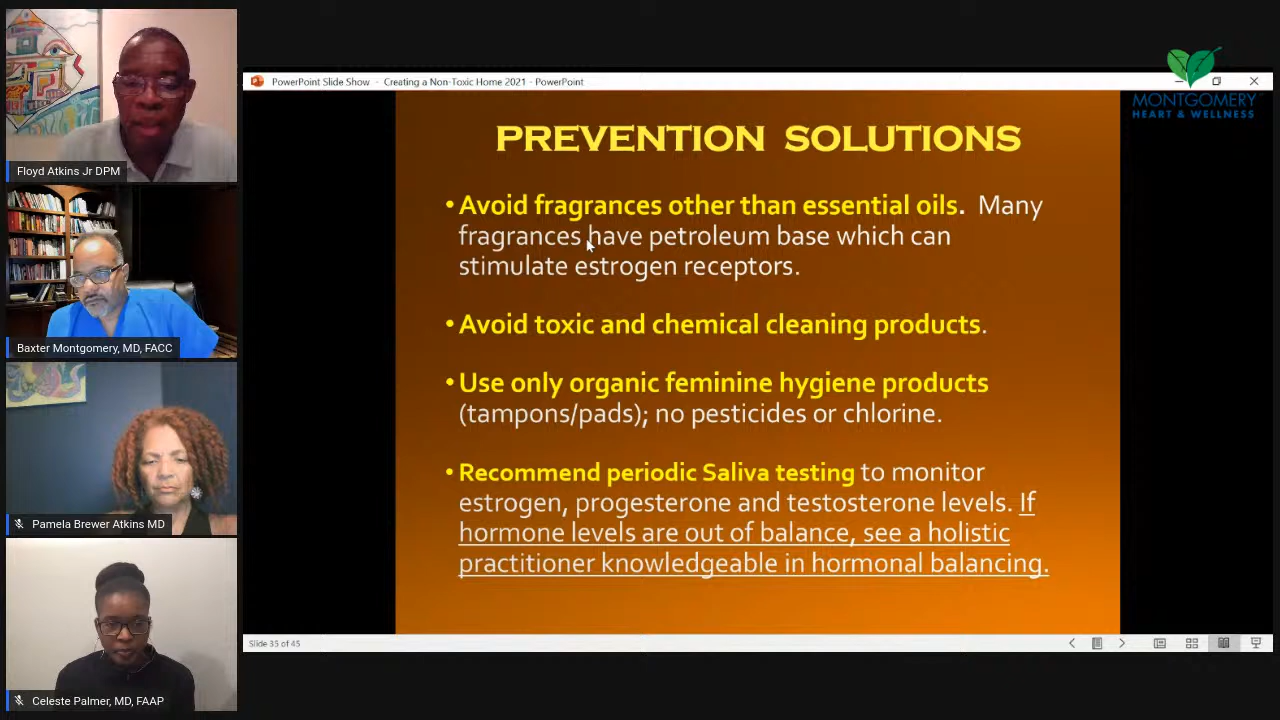 PowerPoint Slide Show - Creating a Non-Toxic Home 2021 - PowerPoint
MONTGOMERY
HEART & WELLNESS
PREVENTION SOLUTIONS
• Avoid fragrances other than essential oils. Many
fragrances have petroleum base which can
stimulate estrogen receptors.
• Avoid toxic and chemical cleaning products.
• Use only organic feminine hygiene products
(tampons/pads); no pesticides or chlorine.
• Recommend periodic Saliva testing to monitor
estrogen, progesterone and testosterone levels. If
hormone levels are out of balance, see a holistic
practitioner knowledgeable in hormonal balancing.
Slide 35 of 45
Floyd Atkins Jr DPM
Baxter Montgomery, MD, FACC
Pamela Brewer Atkins MD
Celeste Palmer, MD, FAAP